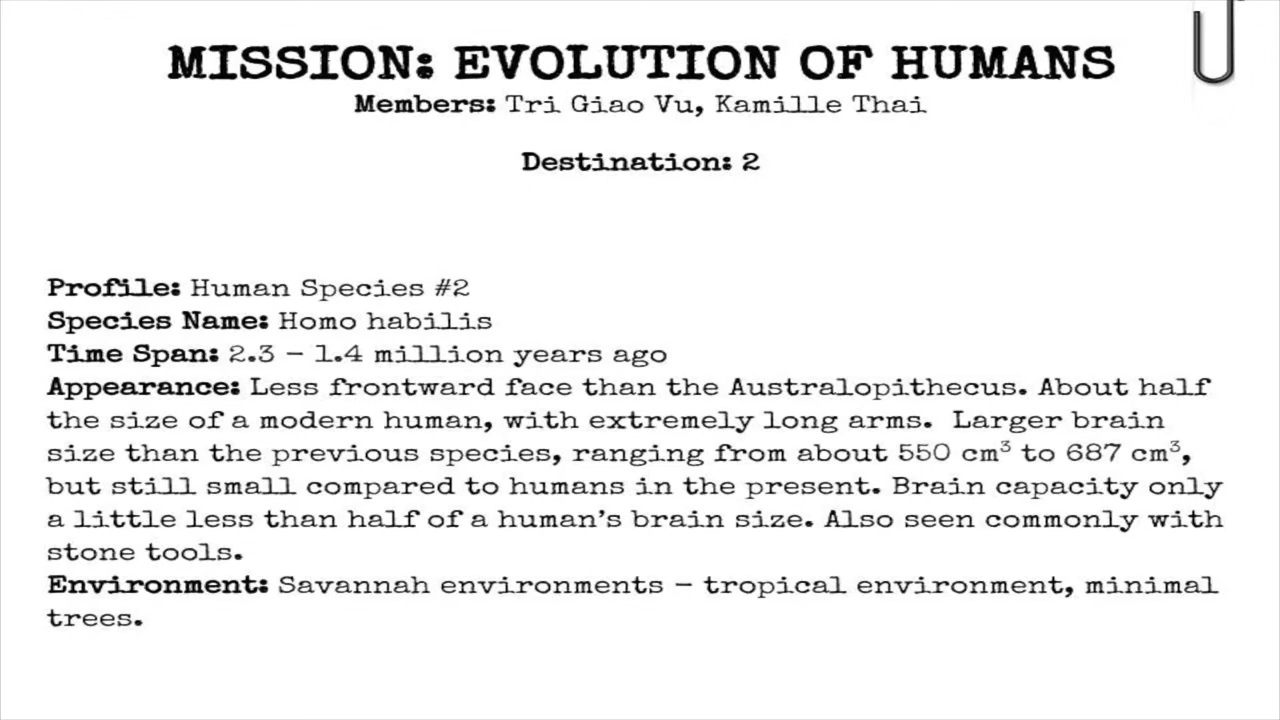 MISSION: EVOLUTION OF HUMANS
Members: Tri Giao Vu, Kamille Thai
Destination: 2
Profile: Human Species #2
Species Name: Homo habilis
Time Span: 2.3 – 1.4 million years ago
Appearance: Less frontward face than the Australopithecus. About half
the size of a modern human, with extremely long arms.  Larger brain
size than the previous species, ranging from about 550 cm³ to 687 cm³,
but still small compared to humans in the present. Brain capacity only
a little less than half of a human's brain size. Also seen commonly with
stone tools.
Environment: Savannah environments – tropical environment, minimal
trees.